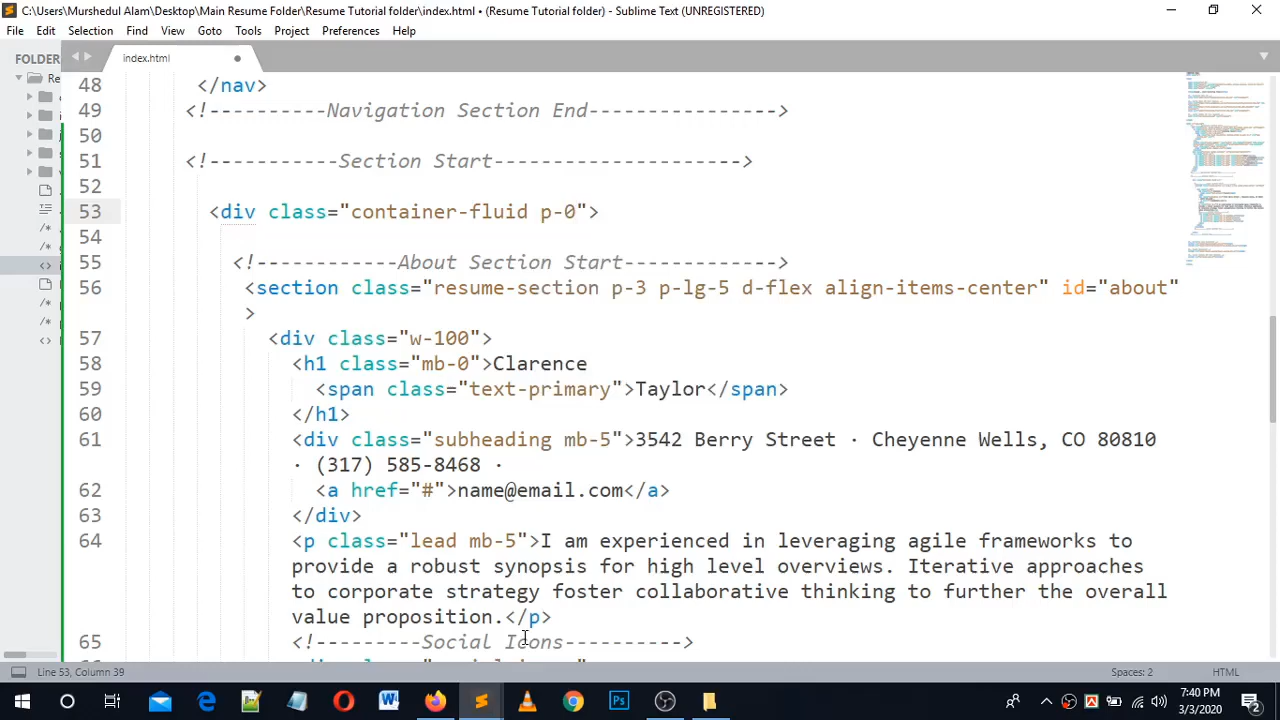 C:\Users\Murshedul Alam\Desktop\Main Resume Folder\Resume Tutorial folder\index.html • (Resume Tutorial folder) - Sublime Text (UNREGISTERED)
File Edit Selection Find View Goto Tools Project Preferences Help
FOLDER
index.html
Re
48 </nav>
49 <!----------Navigation Section End---------------->
50
51 <!-----------Section Start--------------------->
52
53 <div class="container-fluid p-0">
54
55 <!------------About Section Start------------->
56 <section class="resume-section p-3 p-lg-5 d-flex align-items-center" id="about"
>
57 <div class="w-100">
58 <h1 class="mb-0">Clarence
59 <span class="text-primary">Taylor</span>
60 </h1>
61 <div class="subheading mb-5">3542 Berry Street · Cheyenne Wells, CO 80810
· (317) 585-8468 ·
62 <a href="#">name@email.com</a>
63 </div>
64 <p class="lead mb-5">I am experienced in leveraging agile frameworks to
provide a robust synopsis for high level overviews. Iterative approaches
to corporate strategy foster collaborative thinking to further the overall
value proposition.</p>
65 <!---------Social Icons---------->
Line 53, Column 39
Spaces: 2
HTML
7:40 PM
3/3/2020